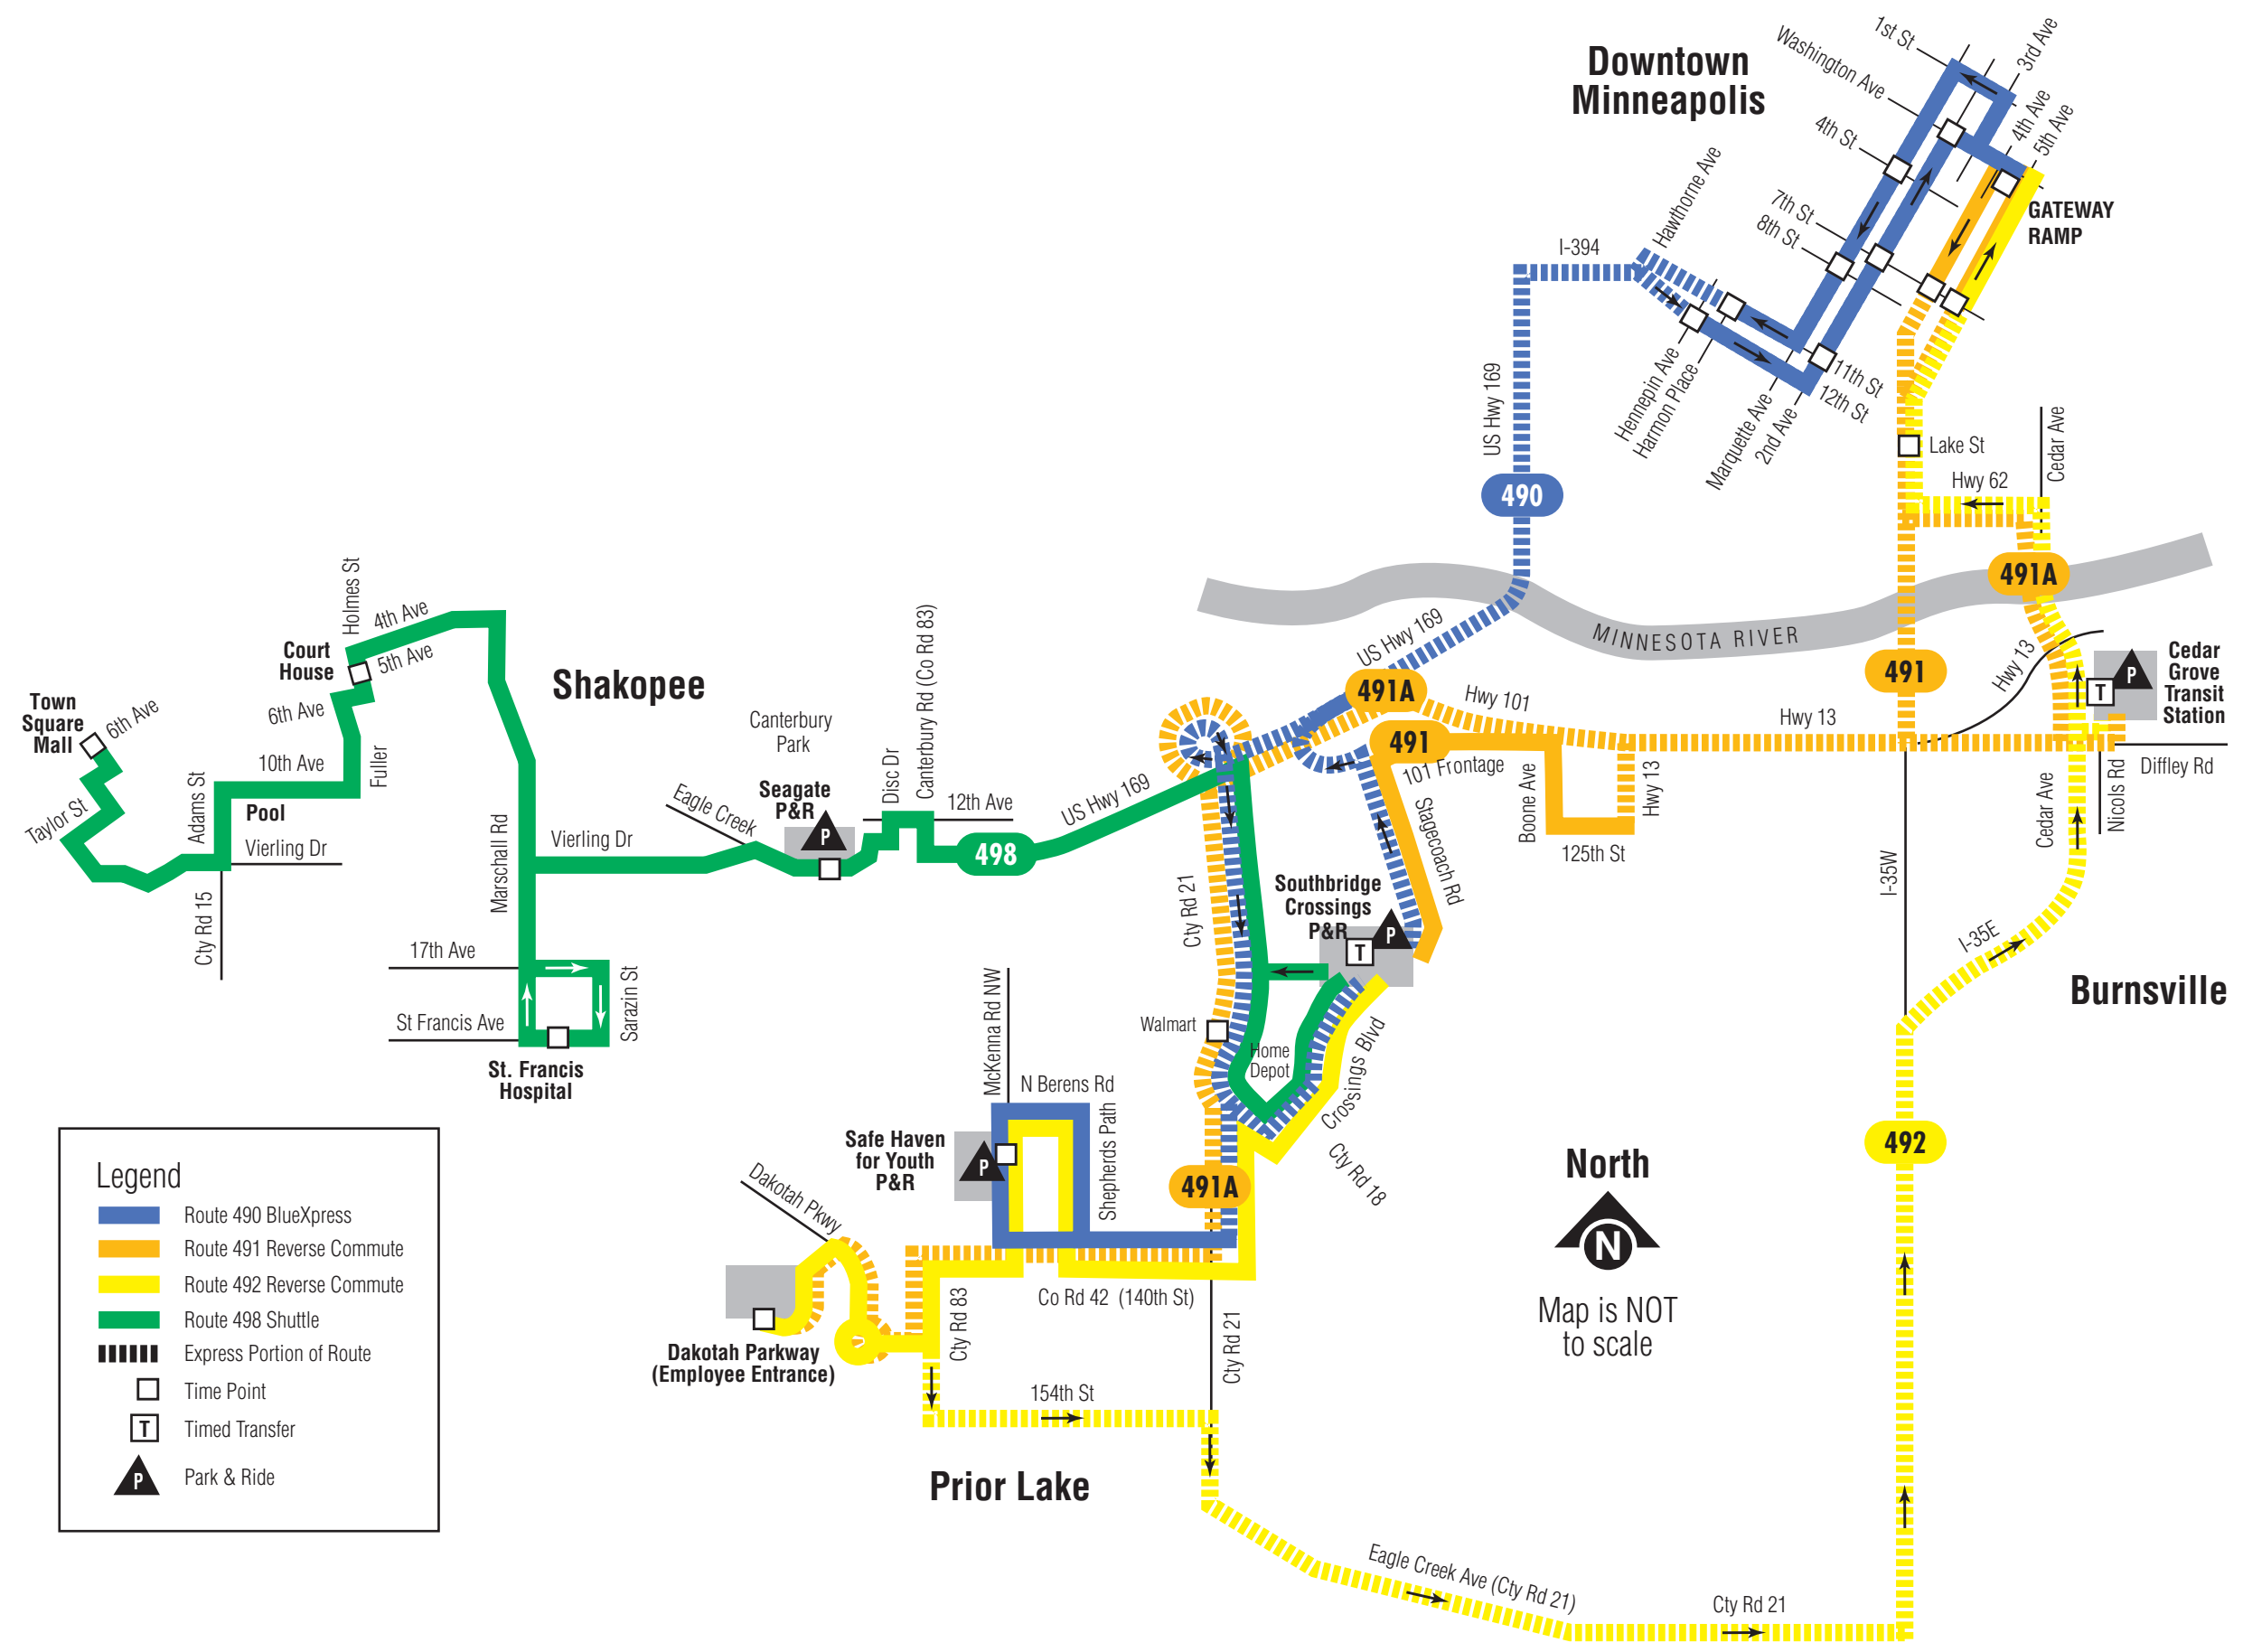 Downtown
Minneapolis
1st St
Washington Ave
4th St
7th St
8th St
3rd Ave
4th Ave
5th Ave
GATEWAY
RAMP
Hawthorne Ave
I-394
US Hwy 169
Hennepin Ave
Harmon Place
Marquette Ave
2nd Ave
11th St
12th St
490
Lake St
Hwy 62
Cedar Ave
491A
MINNESOTA RIVER
US Hwy 169
491A
Hwy 101
491
Hwy 13
Hwy 13
P
T
Cedar
Grove
Transit
Station
491
101 Frontage
Boone Ave
Hwy 13
125th St
Stagecoach Rd
Cedar Ave
Nicols Rd
Diffley Rd
I-35W
I-35E
Burnsville
492
Holmes St
4th Ave
Court
House
5th Ave
Town
Square
Mall
6th Ave
6th Ave
Fuller
10th Ave
Adams St
Pool
Taylor St
Vierling Dr
Cty Rd 15
Shakopee
Marschall Rd
Vierling Dr
Canterbury
Park
Seagate
P&R
P
Eagle Creek
Disc Dr
Canterbury Rd (Co Rd 83)
12th Ave
498
US Hwy 169
17th Ave
St Francis Ave
Sarazin St
St. Francis
Hospital
Cty Rd 21
Southbridge
Crossings
P&R
P
T
Walmart
Home
Depot
Crossings Blvd
Cty Rd 18
McKenna Rd NW
N Berens Rd
Shepherds Path
Safe Haven
for Youth
P&R
P
491A
Dakotah Pkwy
Dakotah Parkway
(Employee Entrance)
Cty Rd 83
Co Rd 42 (140th St)
Cty Rd 21
154th St
Prior Lake
Eagle Creek Ave (Cty Rd 21)
Cty Rd 21
North
N
Map is NOT
to scale
Legend
Route 490 BlueXpress
Route 491 Reverse Commute
Route 492 Reverse Commute
Route 498 Shuttle
Express Portion of Route
Time Point
T Timed Transfer
P Park & Ride